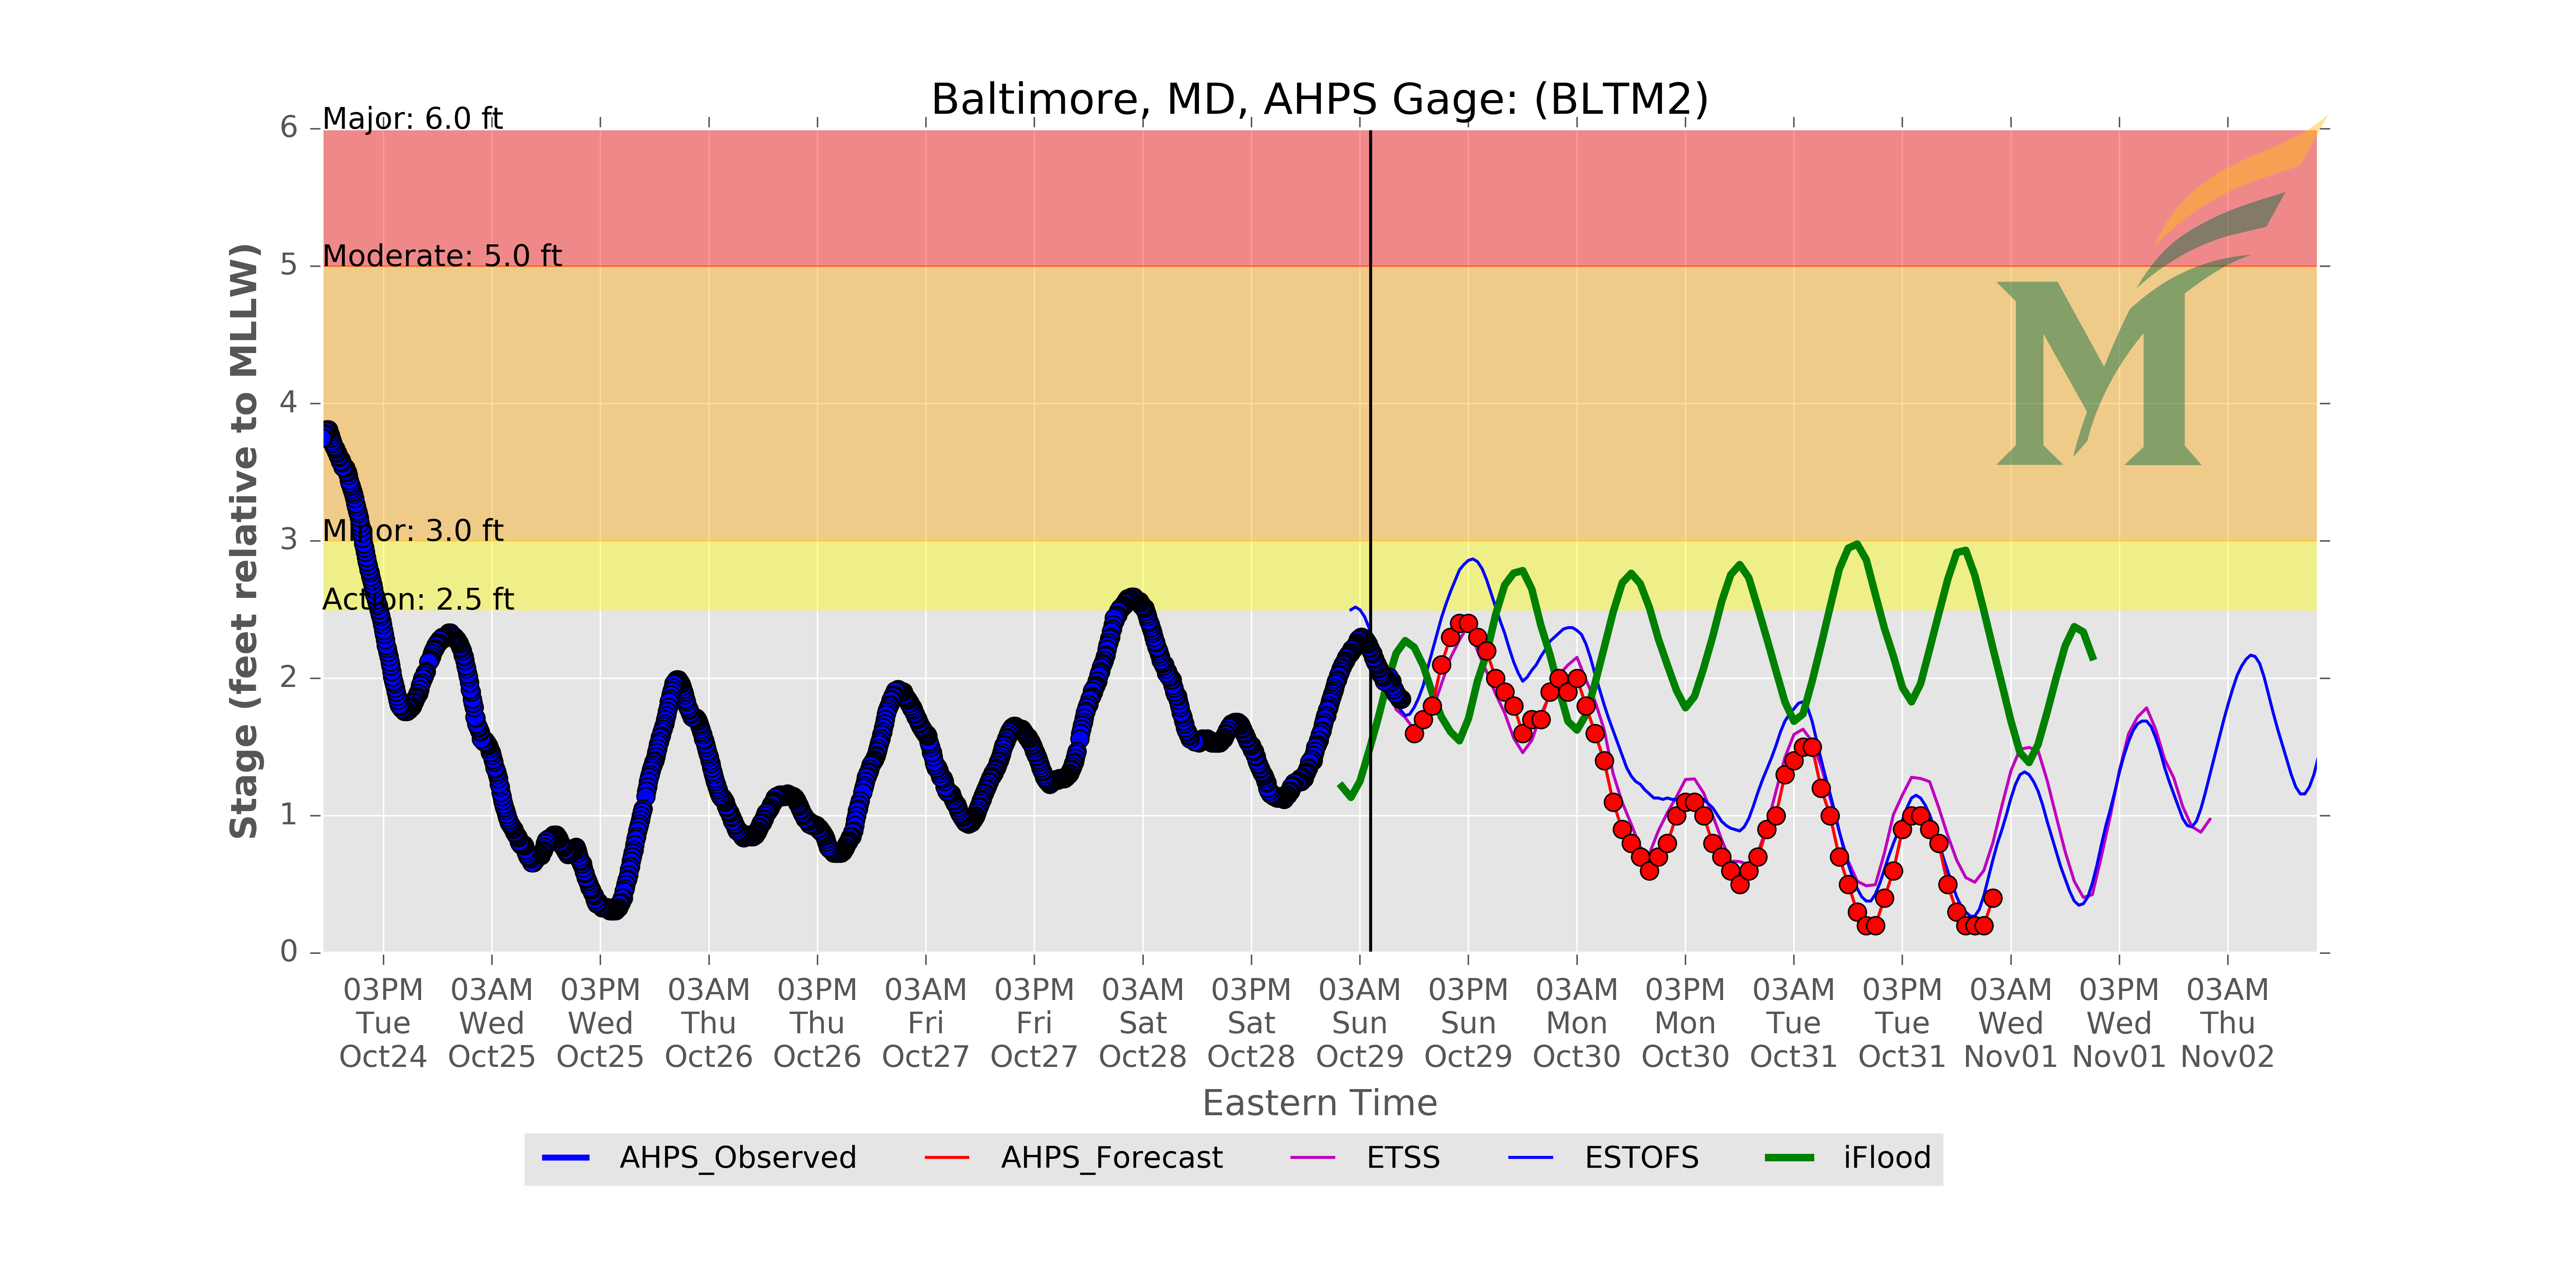 Baltimore, MD, AHPS Gage: (BLTM2)
Major: 6.0 ft
Moderate: 5.0 ft
Minor: 3.0 ft
Action: 2.5 ft
Stage (feet relative to MLLW)
6
5
4
3
2
1
0
03PM 03AM 03PM 03AM 03PM 03AM 03PM 03AM 03PM 03AM 03PM 03AM 03PM 03AM 03PM 03AM 03PM 03AM
Tue Wed Wed Thu Thu Fri Fri Sat Sat Sun Sun Mon Mon Tue Tue Wed Wed Thu
Oct24 Oct25 Oct25 Oct26 Oct26 Oct27 Oct27 Oct28 Oct28 Oct29 Oct29 Oct30 Oct30 Oct31 Oct31 Nov01 Nov01 Nov02
Eastern Time
AHPS_Observed AHPS_Forecast ETSS ESTOFS iFlood
M